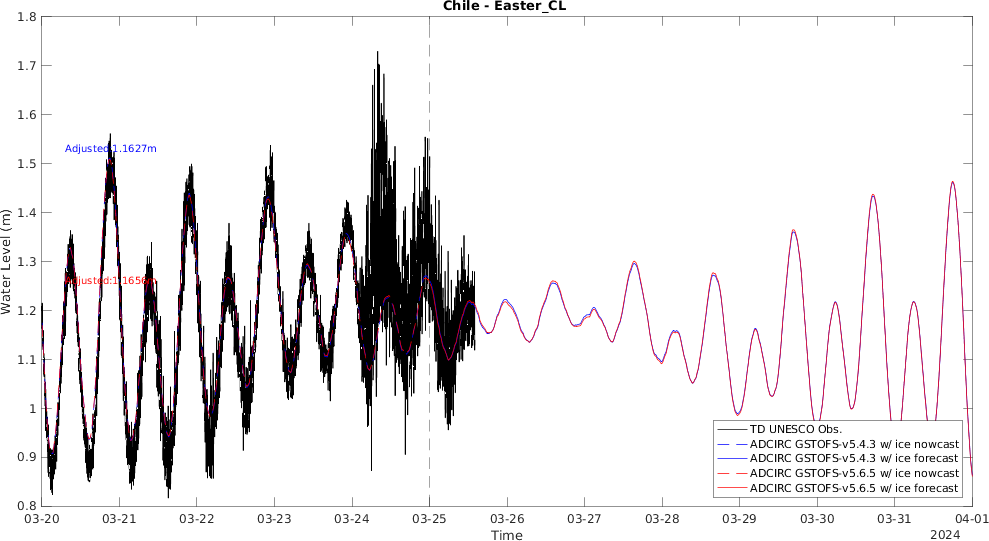 Chile - Easter_CL
1.8
1.7
1.6
1.5
1.4
1.3
1.2
1.1
1
0.9
0.8
Water Level (m)
Adjusted:1.1627m
Adjusted:1.1656m
TD UNESCO Obs.
ADCIRC GSTOFS-v5.4.3 w/ ice nowcast
ADCIRC GSTOFS-v5.4.3 w/ ice forecast
ADCIRC GSTOFS-v5.6.5 w/ ice nowcast
ADCIRC GSTOFS-v5.6.5 w/ ice forecast
03-20 03-21 03-22 03-23 03-24 03-25 03-26 03-27 03-28 03-29 03-30 03-31 04-01
Time
2024